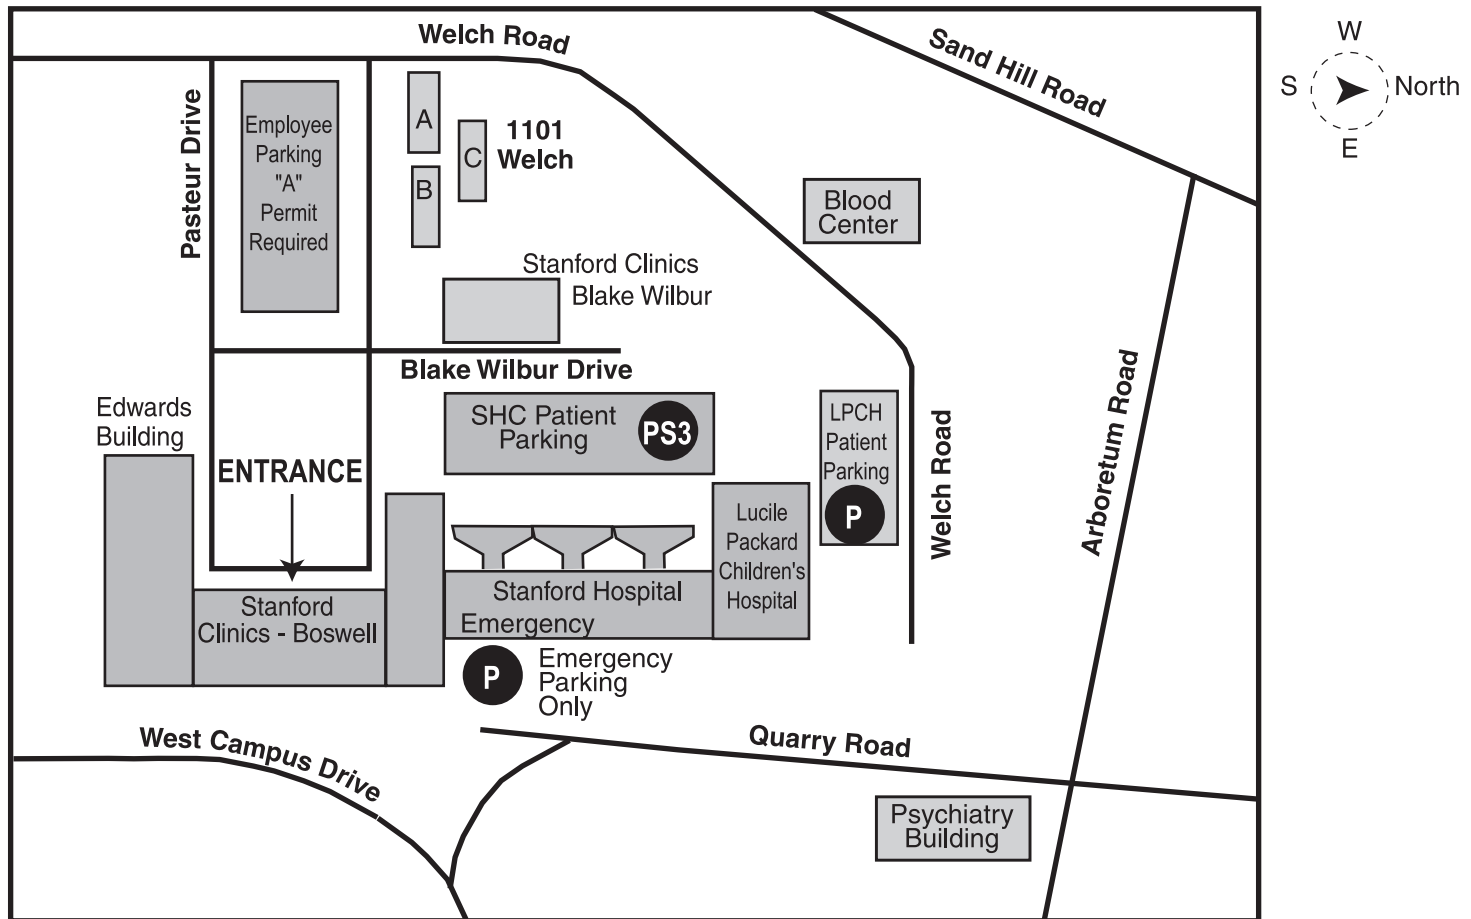 Welch Road
Sand Hill Road
W
S
North
E
Pasteur Drive
Employee
Parking
"A"
Permit
Required
A
B
C
1101
Welch
Blood
Center
Stanford Clinics
Blake Wilbur
Blake Wilbur Drive
Edwards
Building
ENTRANCE
SHC Patient
Parking
PS3
LPCH
Patient
Parking
P
Welch Road
Arboretum Road
Lucile
Packard
Children's
Hospital
Stanford Hospital
Emergency
Stanford
Clinics - Boswell
P
Emergency
Parking
Only
West Campus Drive
Quarry Road
Psychiatry
Building